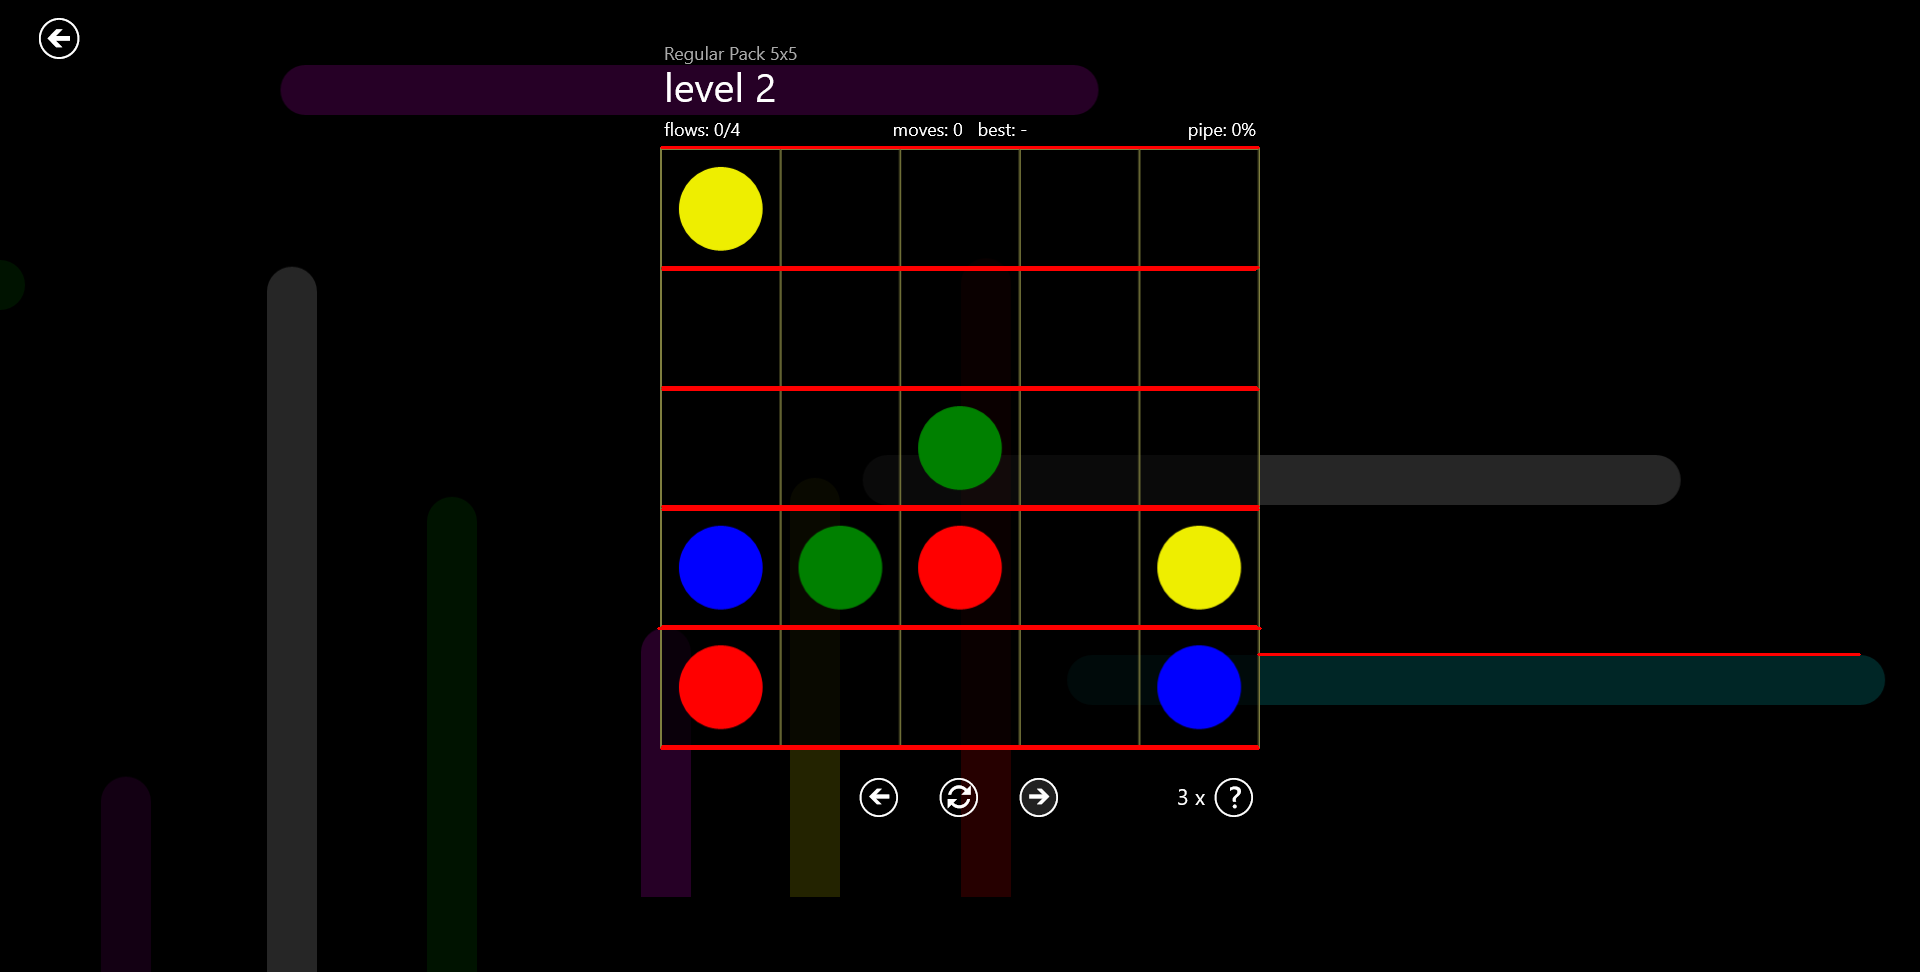 Regular Pack 5x5
level 2
flows: 0/4 moves: 0 best: - pipe: 0%
3 x ?